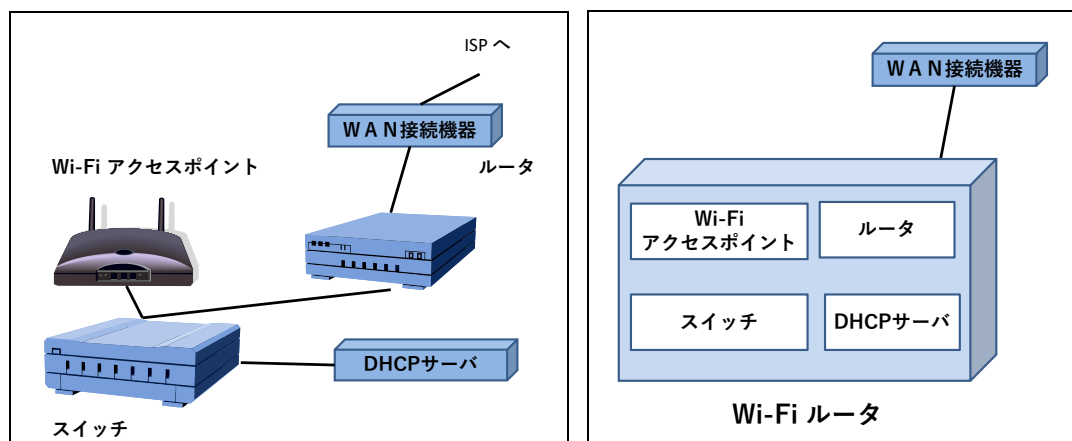 ISP へ
ＷＡＮ接続機器
Wi-Fi アクセスポイント
ルータ
DHCPサーバ
スイッチ
ＷＡＮ接続機器
Wi-Fi
アクセスポイント
ルータ
スイッチ
DHCPサーバ
Wi-Fi ルータ